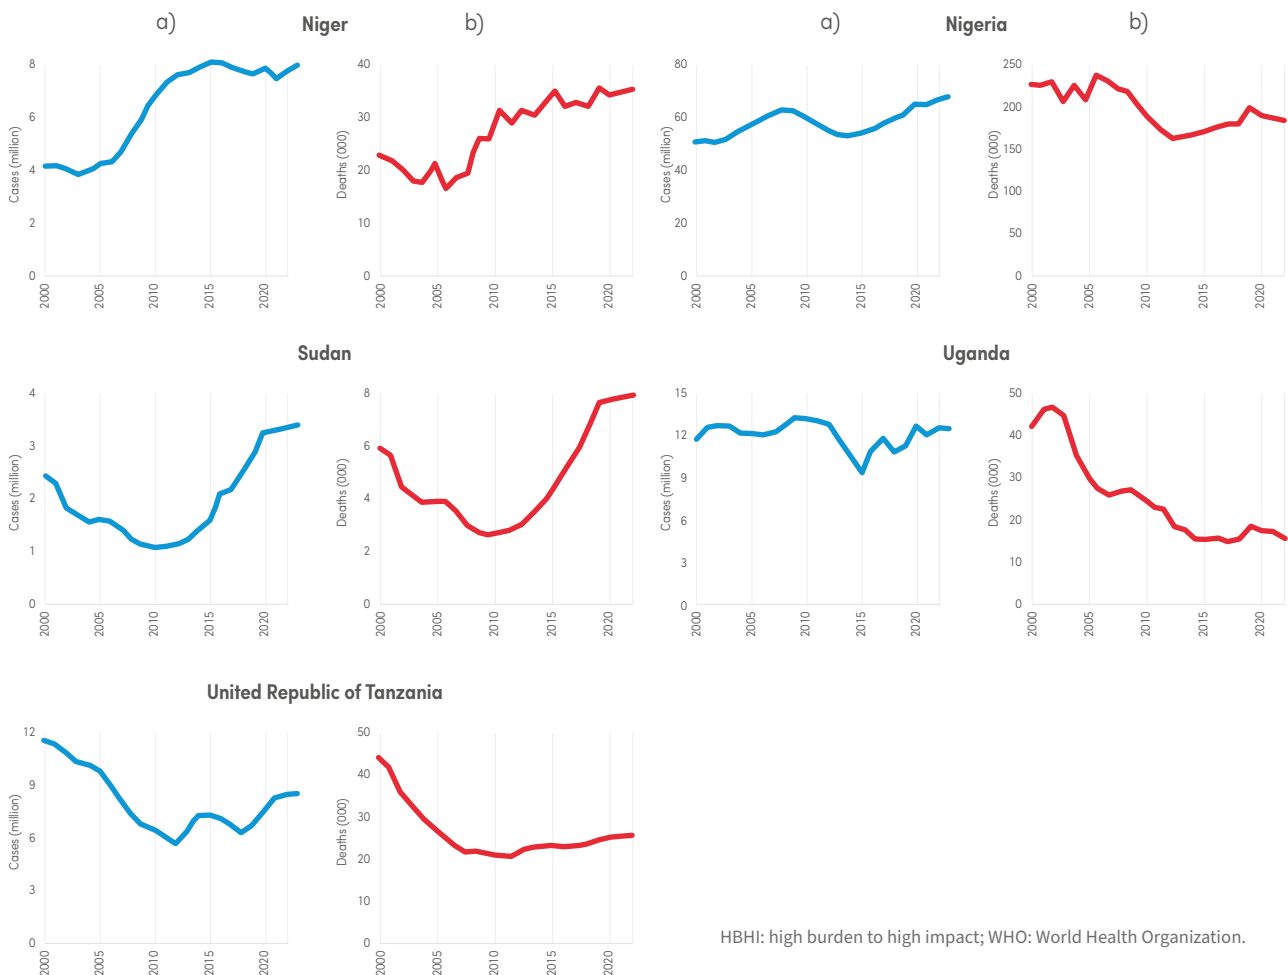 a)
Niger
b)
a)
Nigeria
b)
Cases (million)
8
6
4
2
0
2000 2005 2010 2015 2020
Deaths (000)
40
30
20
10
0
2000 2005 2010 2015 2020
Cases (million)
80
60
40
20
0
2000 2005 2010 2015 2020
Deaths (000)
250
200
150
100
50
0
2000 2005 2010 2015 2020
Sudan
Cases (million)
4
3
2
1
0
2000 2005 2010 2015 2020
Deaths (000)
8
6
4
2
0
2000 2005 2010 2015 2020
Uganda
Cases (million)
15
12
9
6
3
0
2000 2005 2010 2015 2020
Deaths (000)
50
40
30
20
10
0
2000 2005 2010 2015 2020
United Republic of Tanzania
Cases (million)
12
9
6
3
0
2000 2005 2010 2015 2020
Deaths (000)
50
40
30
20
10
0
2000 2005 2010 2015 2020
HBHI: high burden to high impact; WHO: World Health Organization.